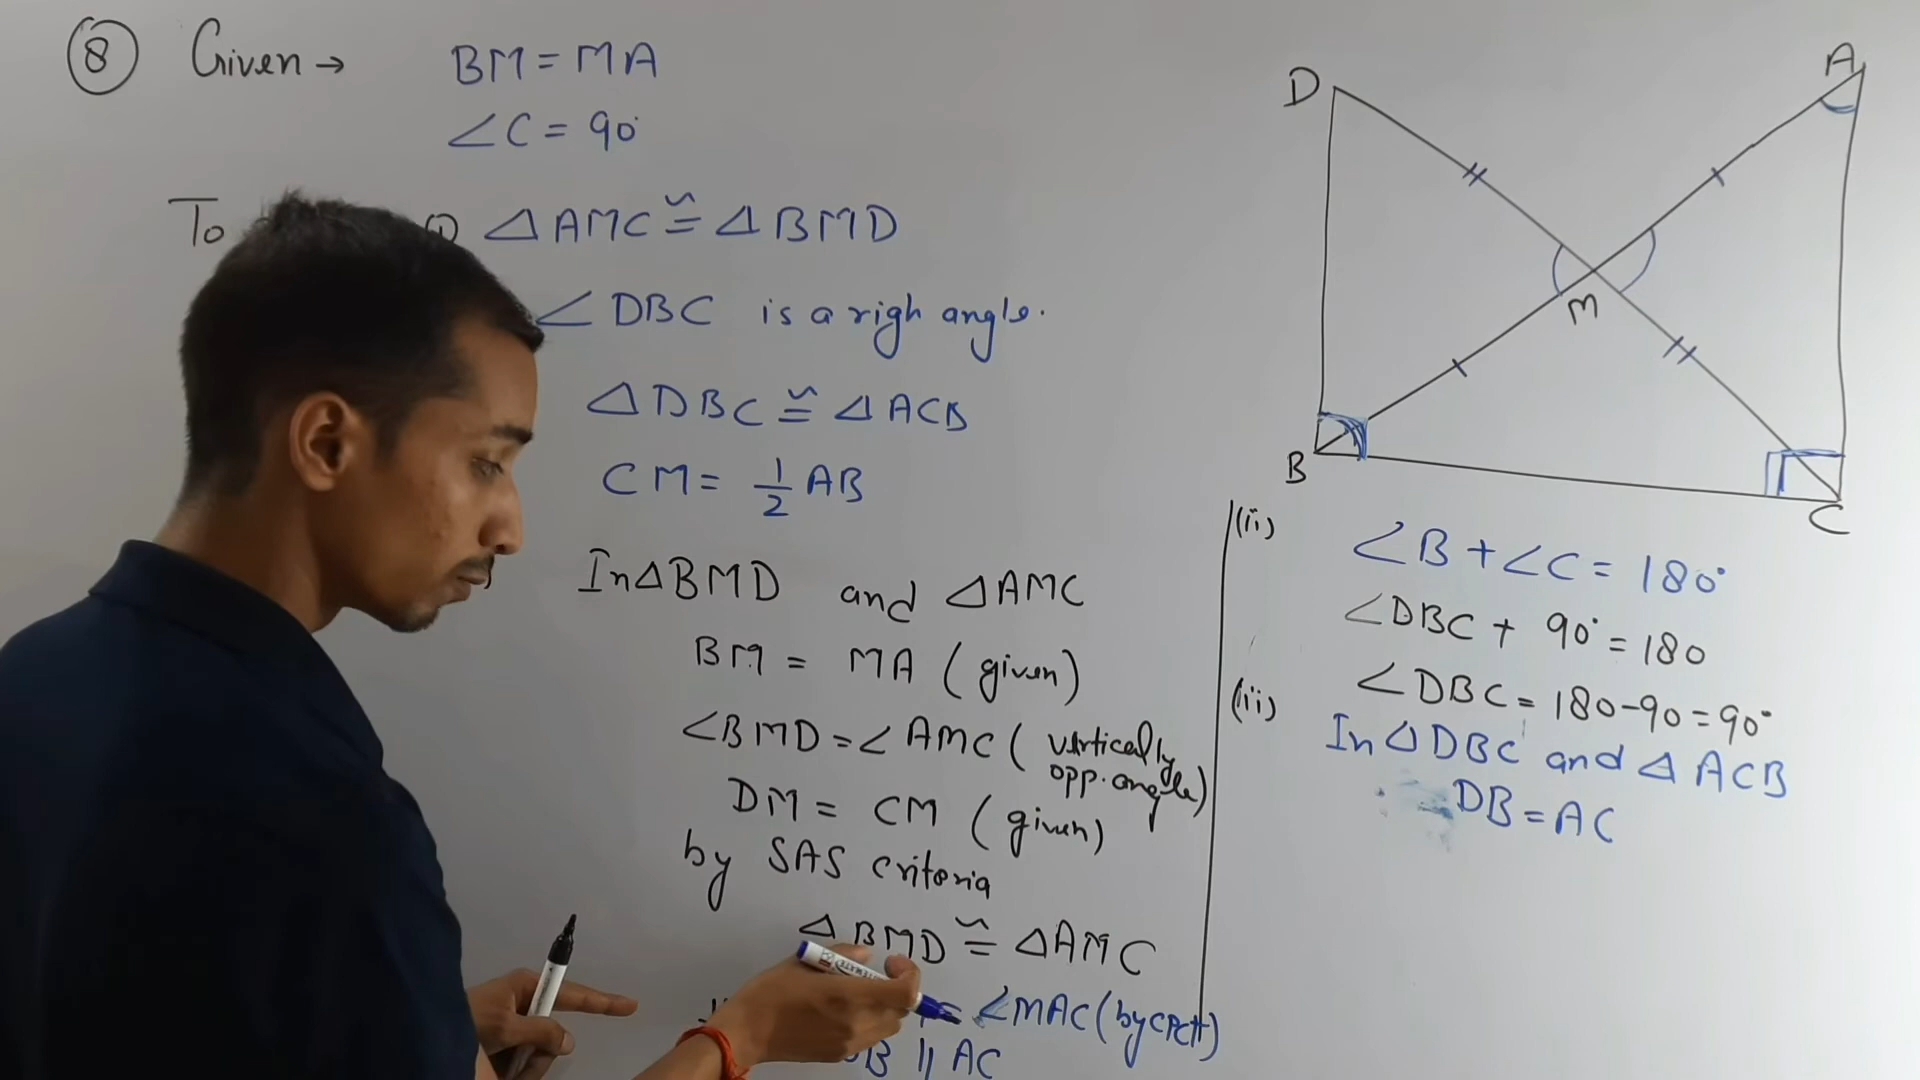 ⑧ Given → BM = MA
∠C = 90°
To ① △AMC ≅ △BMD
∠DBC is a righ angle.
△DBC ≅ △ACB
CM = 1/2 AB
In △BMD and △AMC
BM = MA (given)
∠BMD = ∠AMC (vertically opp. angle)
DM = CM (given)
by SAS criteria
△BMD ≅ △AMC
= ∠MAC (by CPCT)
DB || AC
D
A
M
B
C
(ii) ∠B + ∠C = 180°
∠DBC + 90° = 180
∠DBC = 180 - 90 = 90°
(iii) In △DBC and △ACB
DB = AC